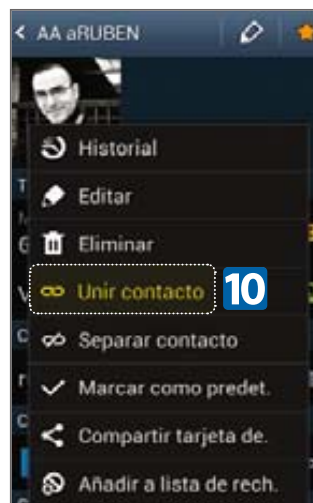 AA aRUBEN
Historial
Editar
Eliminar
Unir contacto 10
Separar contacto
Marcar como predet.
Compartir tarjeta de.
Añadir a lista de rech.